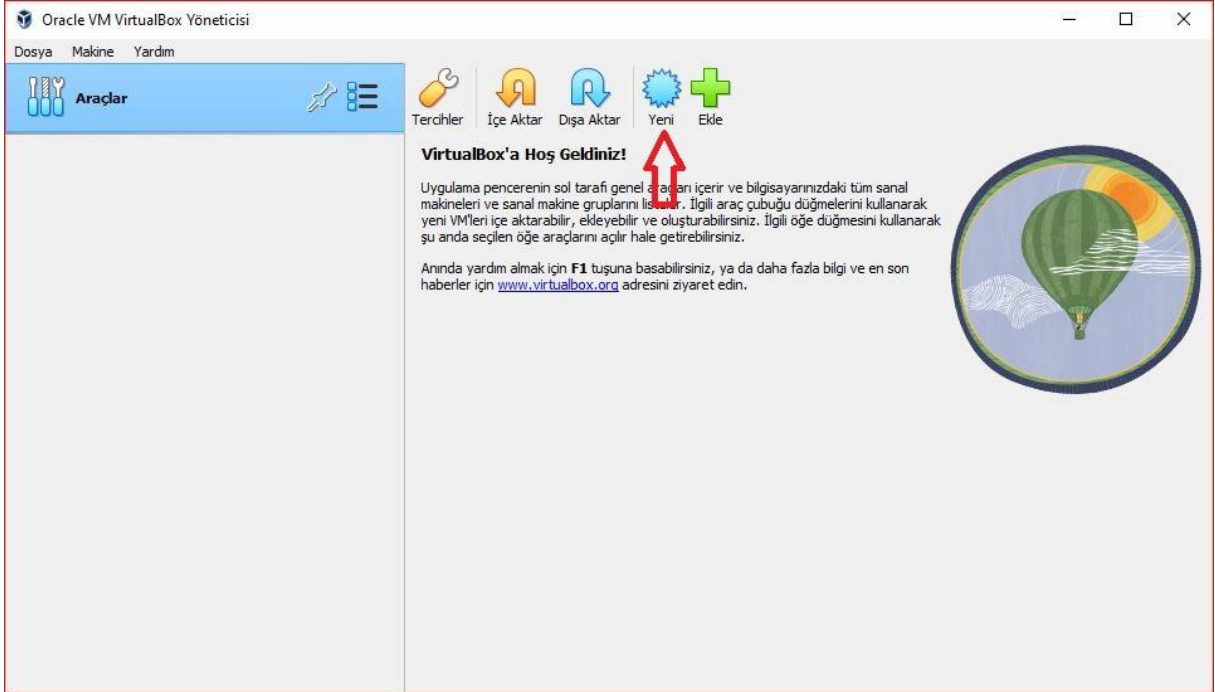 Oracle VM VirtualBox Yöneticisi
Dosya Makine Yardım
Araçlar
Tercihler İçe Aktar Dışa Aktar Yeni Ekle
VirtualBox'a Hoş Geldiniz!
Uygulama pencerenin sol tarafı genel araçları içerir ve bilgisayarınızdaki tüm sanal
makineleri ve sanal makine gruplarını listeler. İlgili araç çubuğu düğmelerini kullanarak
yeni VM'leri içe aktarabilir, ekleyebilir ve oluşturabilirsiniz. İlgili öğe düğmesini kullanarak
şu anda seçilen öğe araçlarını açılır hale getirebilirsiniz.
Anında yardım almak için F1 tuşuna basabilirsiniz, ya da daha fazla bilgi ve en son
haberler için www.virtualbox.org adresini ziyaret edin.